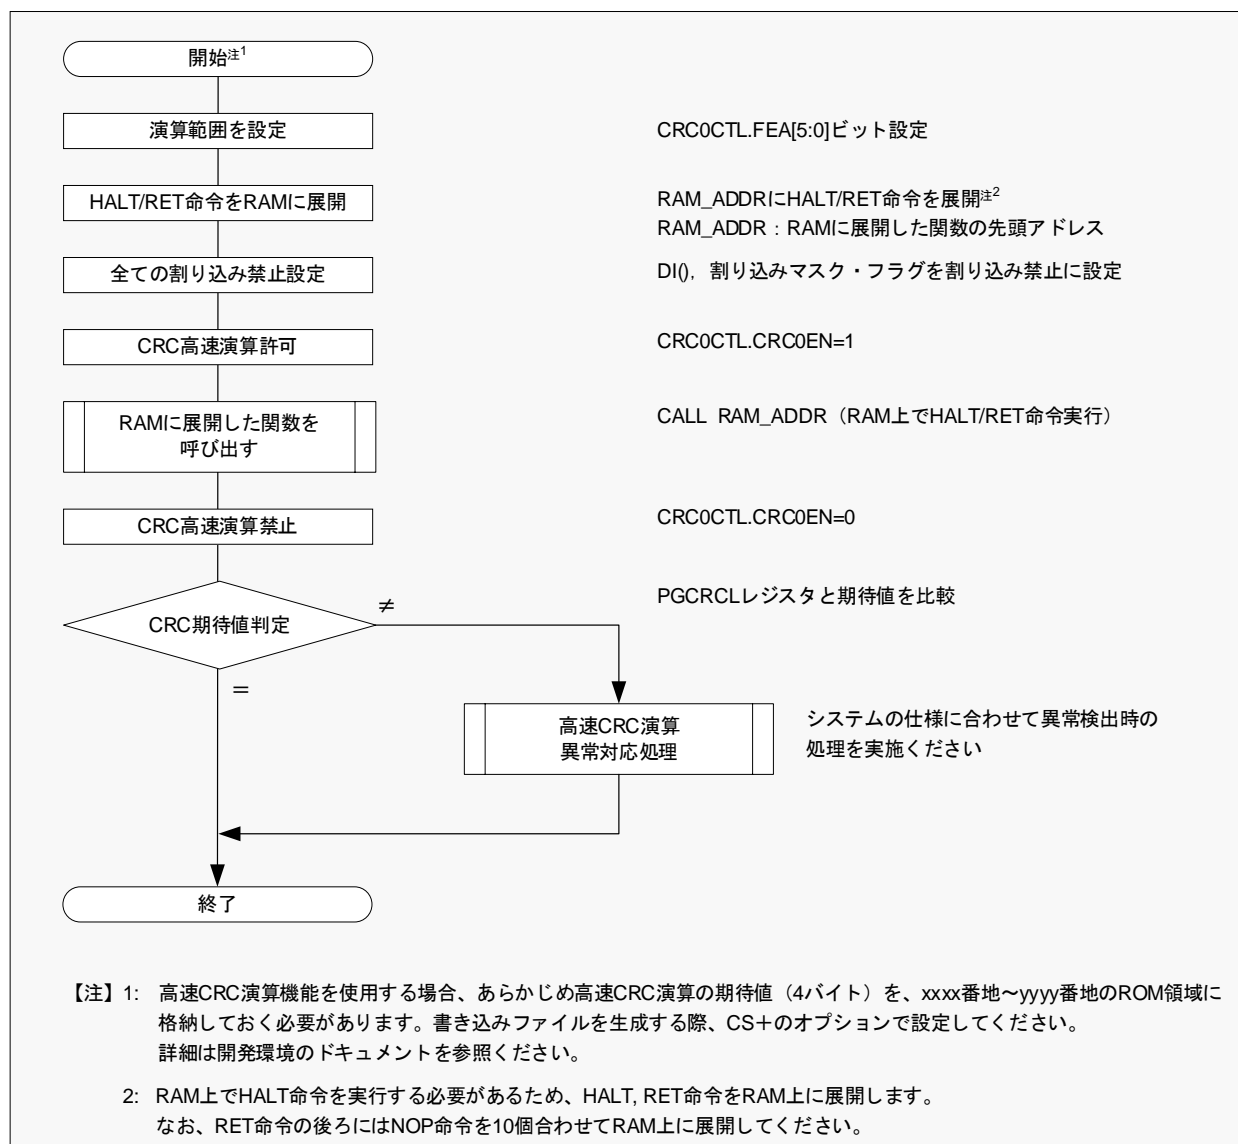 開始注1
演算範囲を設定
CRC0CTL.FEA[5:0]ビット設定
HALT/RET命令をRAMに展開
RAM_ADDRにHALT/RET命令を展開注2
RAM_ADDR：RAMに展開した関数の先頭アドレス
全ての割り込み禁止設定
DI(), 割り込みマスク・フラグを割り込み禁止に設定
CRC高速演算許可
CRC0CTL.CRC0EN=1
RAMに展開した関数を
呼び出す
CALL RAM_ADDR（RAM上でHALT/RET命令実行）
CRC高速演算禁止
CRC0CTL.CRC0EN=0
PGCRCLレジスタと期待値を比較
CRC期待値判定
≠
＝
高速CRC演算
異常対応処理
システムの仕様に合わせて異常検出時の
処理を実施ください
終了
【注】1: 高速CRC演算機能を使用する場合、あらかじめ高速CRC演算の期待値（4バイト）を、xxxx番地～yyyy番地のROM領域に
格納しておく必要があります。書き込みファイルを生成する際、CS＋のオプションで設定してください。
詳細は開発環境のドキュメントを参照ください。
2: RAM上でHALT命令を実行する必要があるため、HALT, RET命令をRAM上に展開します。
なお、RET命令の後ろにはNOP命令を10個合わせてRAM上に展開してください。